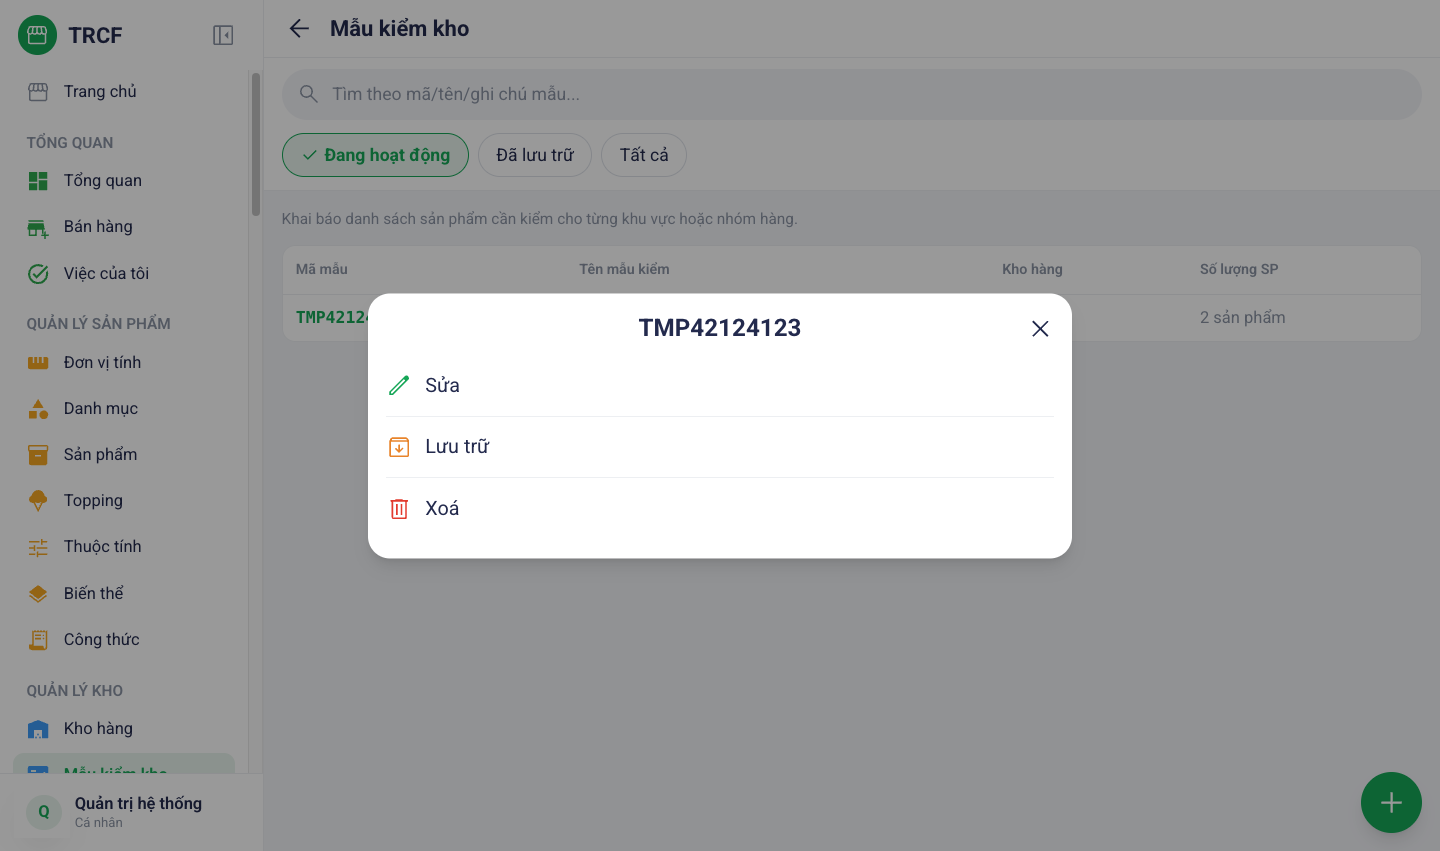 TRCF
Trang chủ
TỔNG QUAN
Tổng quan
Bán hàng
Việc của tôi
QUẢN LÝ SẢN PHẨM
Đơn vị tính
Danh mục
Sản phẩm
Topping
Thuộc tính
Biến thể
Công thức
QUẢN LÝ KHO
Kho hàng
Mẫu kiểm kho
Q
Quản trị hệ thống
Cá nhân
Mẫu kiểm kho
Tìm theo mã/tên/ghi chú mẫu...
Đang hoạt động
Đã lưu trữ
Tất cả
Khai báo danh sách sản phẩm cần kiểm cho từng khu vực hoặc nhóm hàng.
Mã mẫu Tên mẫu kiểm Kho hàng Số lượng SP
TMP42124 2 sản phẩm
TMP42124123
Sửa
Lưu trữ
Xoá